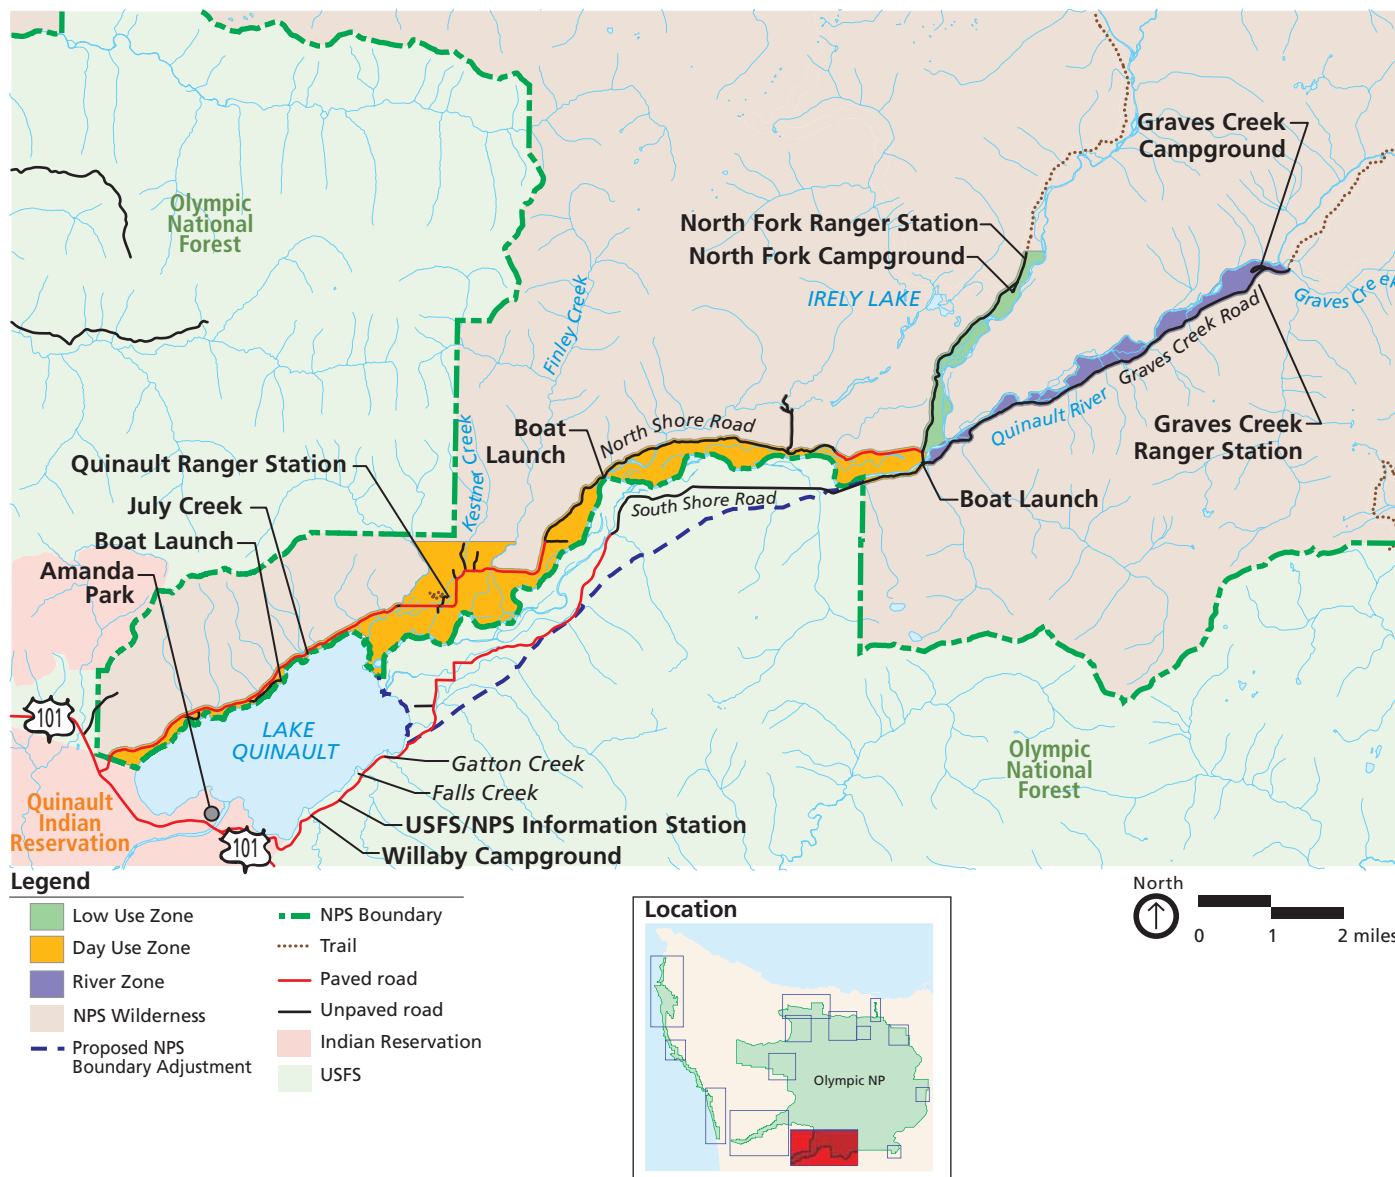 Graves Creek
Campground
Olympic
National
Forest
North Fork Ranger Station
North Fork Campground
IRELY LAKE
Graves Creek
Finley Creek
Graves Creek Road
Quinault River
Kestner Creek
Boat
Launch
North Shore Road
Graves Creek
Ranger Station
Quinault Ranger Station
July Creek
South Shore Road
Boat Launch
Boat Launch
Amanda
Park
101
LAKE
QUINAULT
Gatton Creek
Falls Creek
Olympic
National
Forest
Quinault
Indian
Reservation
USFS/NPS Information Station
101
Willaby Campground
Legend
Low Use Zone
Day Use Zone
River Zone
NPS Wilderness
Proposed NPS
Boundary Adjustment
NPS Boundary
Trail
Paved road
Unpaved road
Indian Reservation
USFS
Location
Olympic NP
North
0 1 2 miles